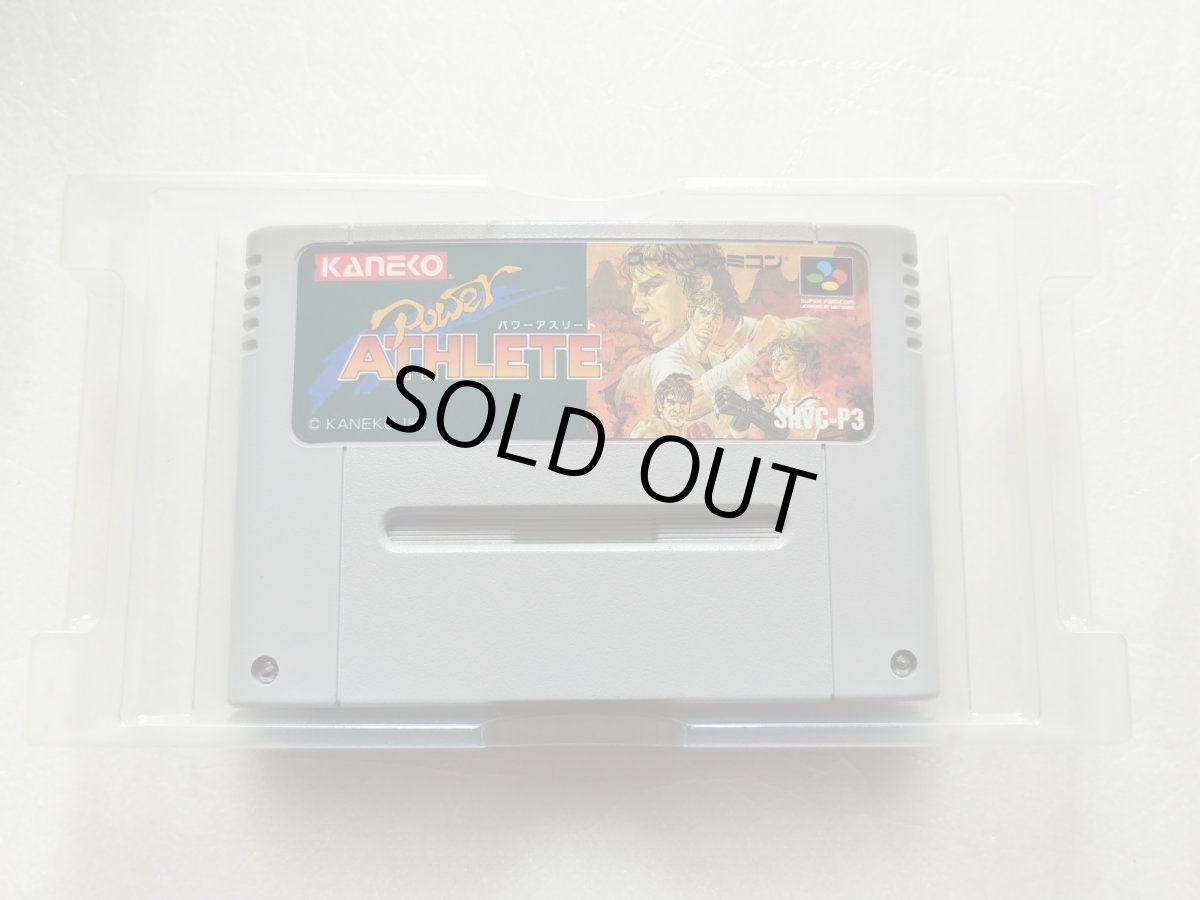 KANEKO®
スーパーファミコン®
SUPER FAMICOM
Power
パワーアスリート
ATHLETE
© KANEKO
SHVC-P3
SOLD OUT